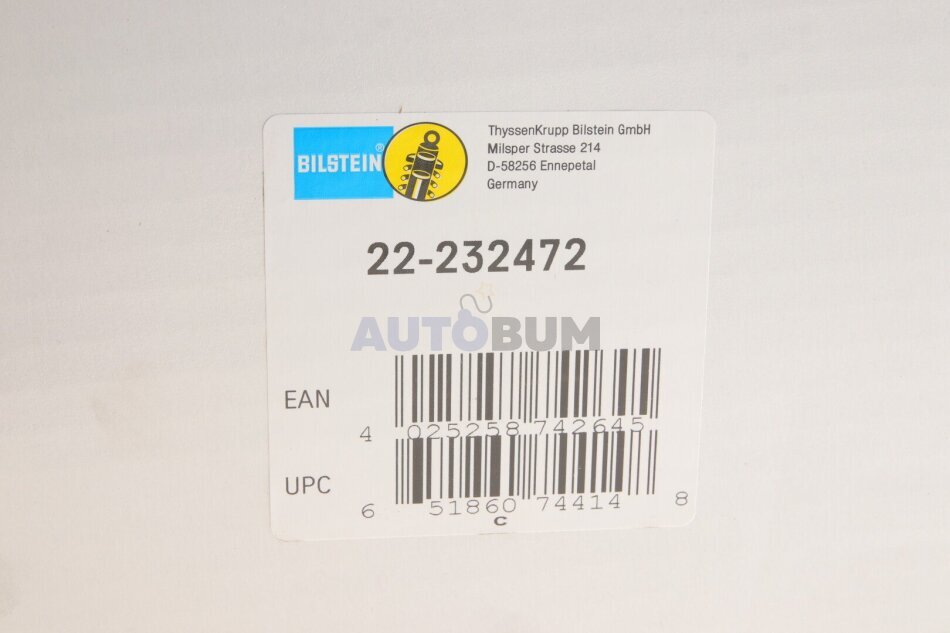 BILSTEIN®
ThyssenKrupp Bilstein GmbH
Milsper Strasse 214
D-58256 Ennepetal
Germany
22-232472
AUTOBUM
EAN
4 025258 742645
UPC
6 51860 74414 8
C